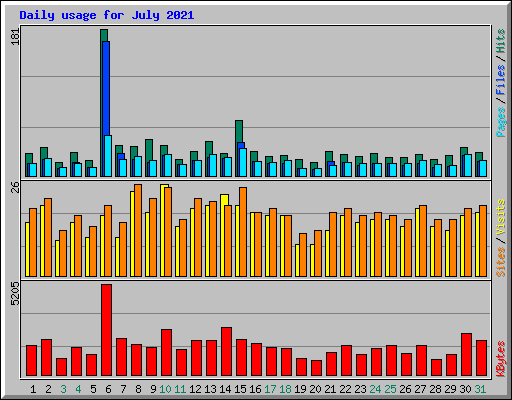 Daily usage for July 2021
181
Pages/Files/Hits
26
Sites/Visits
5205
KBytes
1 2 3 4 5 6 7 8 9 10 11 12 13 14 15 16 17 18 19 20 21 22 23 24 25 26 27 28 29 30 31